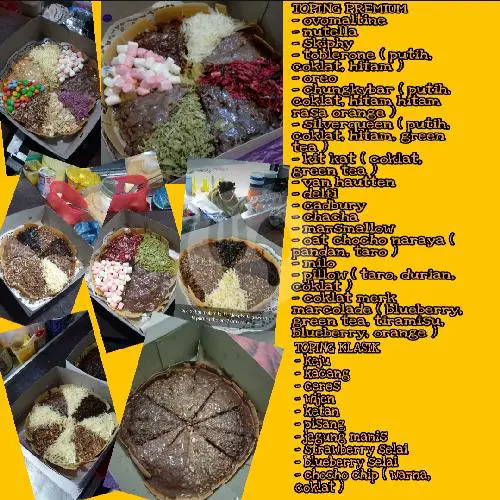 TOPING PREMIUM
- ovomaltine
- nutella
- Skiphy
- toblerone ( putih,
coklat, hitam )
- oreo
- chungkybar ( putih,
coklat, hitam hitam
rasa orange )
- Silverqueen ( putih,
coklat, hitam, green
tea )
- kit kat ( coklat,
green tea )
- van hautten
- delfi
- cadbury
- chacha
- marsmallow
- oat chocho naraya (
pandan, taro )
- milo
- pillow ( taro, durian,
coklat )
- coklat merk
marcolade ( blueberry,
green tea, tiramisu,
blueberry, orange )
TOPING KLASIK
- keju
- kacang
- ceres
- wijen
- ketan
- pisang
- jagung manis
- Strawberry Selai
- blueberry Selai
- chocho chip ( warna,
coklat )